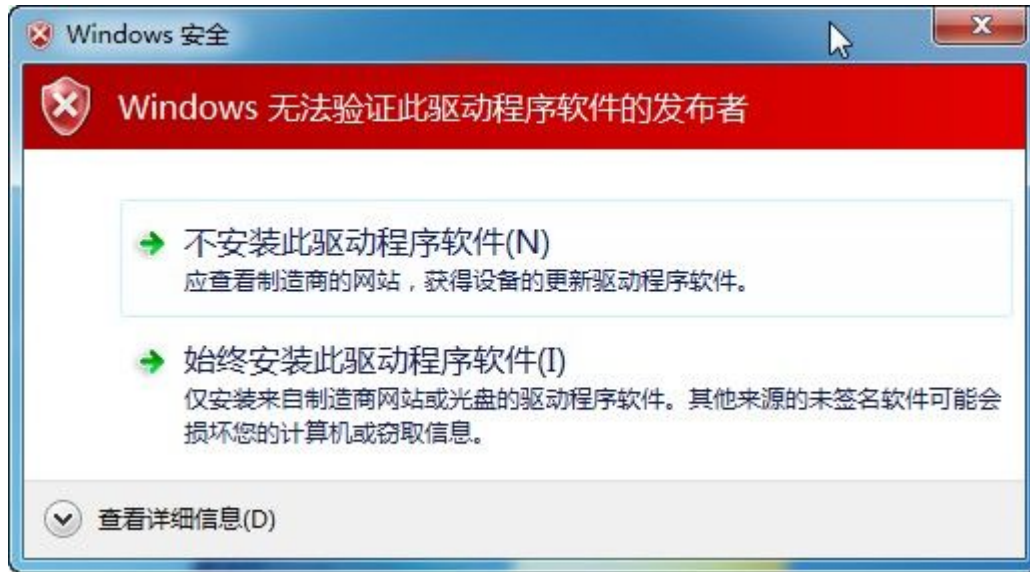 Windows 安全
Windows 无法验证此驱动程序软件的发布者
不安装此驱动程序软件(N)
应查看制造商的网站，获得设备的更新驱动程序软件。
始终安装此驱动程序软件(I)
仅安装来自制造商网站或光盘的驱动程序软件。其他来源的未签名软件可能会
损坏您的计算机或窃取信息。
查看详细信息(D)